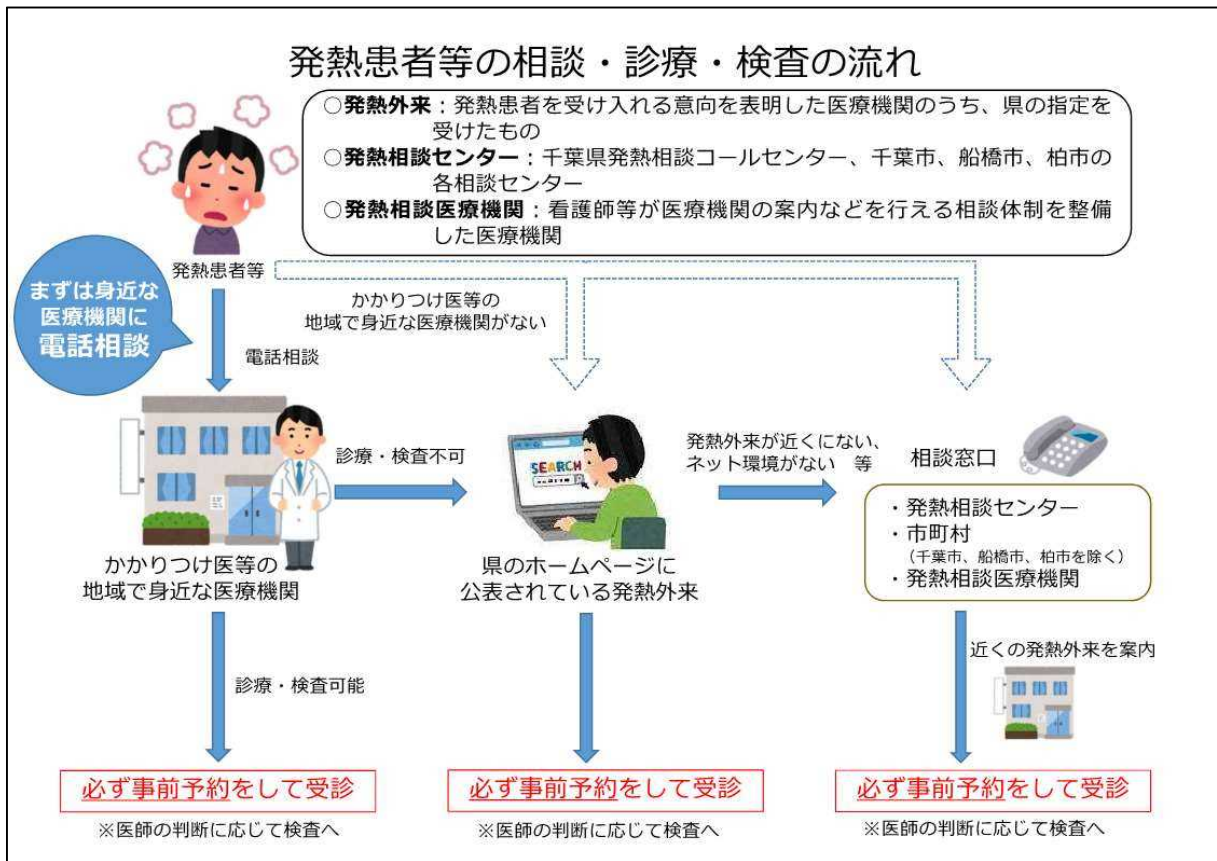 発熱患者等の相談・診療・検査の流れ
○発熱外来：発熱患者を受け入れる意向を表明した医療機関のうち、県の指定を
受けたもの
○発熱相談センター：千葉県発熱相談コールセンター、千葉市、船橋市、柏市の
各相談センター
○発熱相談医療機関：看護師等が医療機関の案内などを行える相談体制を整備
した医療機関
発熱患者等
まずは身近な
医療機関に
電話相談
かかりつけ医等の
地域で身近な医療機関がない
電話相談
診療・検査不可
SEARCH
発熱外来が近くにない、
ネット環境がない　等
相談窓口
・発熱相談センター
・市町村
（千葉市、船橋市、柏市を除く）
・発熱相談医療機関
かかりつけ医等の
地域で身近な医療機関
県のホームページに
公表されている発熱外来
近くの発熱外来を案内
診療・検査可能
必ず事前予約をして受診
※医師の判断に応じて検査へ
必ず事前予約をして受診
※医師の判断に応じて検査へ
必ず事前予約をして受診
※医師の判断に応じて検査へ